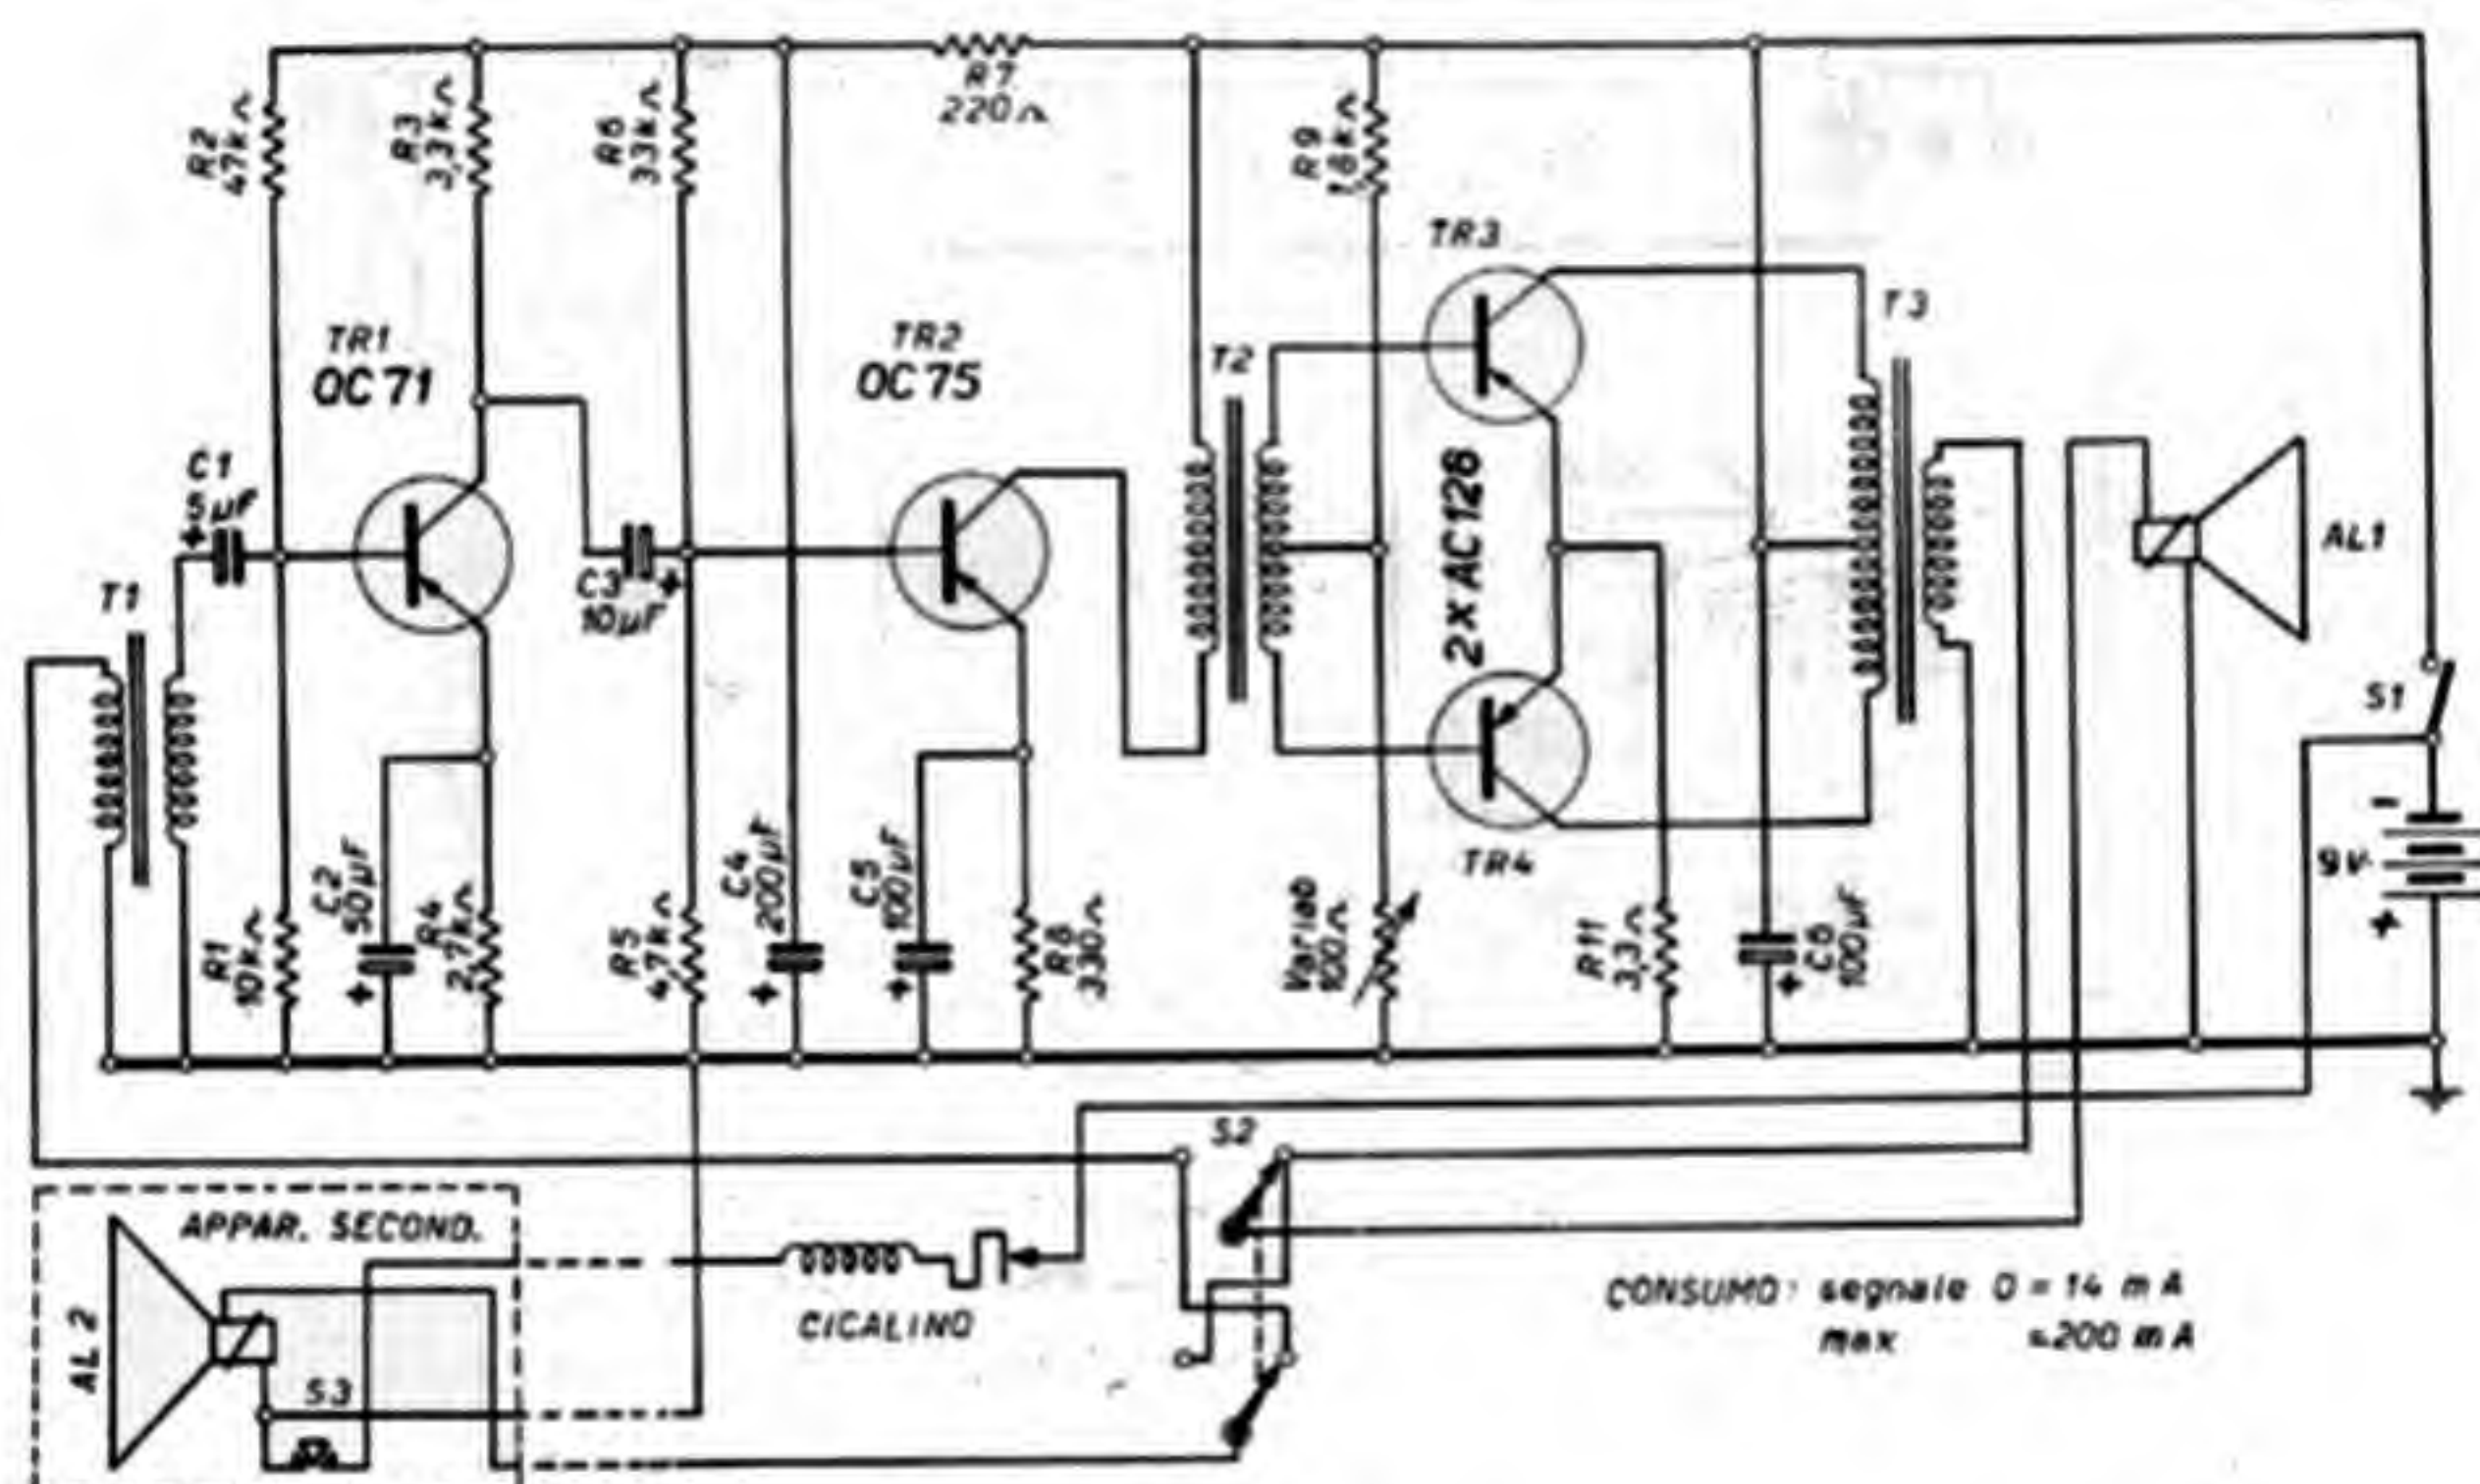 R2
47kΩ
R3
3,3kΩ
R6
33kΩ
R7
220Ω
R9
1,8kΩ
TR3
TR1
OC71
TR2
OC75
T2
T3
C1
5µF
+
C3
10µF
+
2xAC126
AL1
T1
S1
-
9V
+
TR4
R1
10kΩ
C2
50µF
+
R4
2,7kΩ
R5
4,7kΩ
C4
200µF
+
C5
100µF
+
R8
330Ω
Variab
100Ω
R11
3,3Ω
C6
100µF
+
S2
APPAR. SECOND.
AL 2
S3
CICALINO
CONSUMO: segnale 0 = 14 mA
max =200 mA